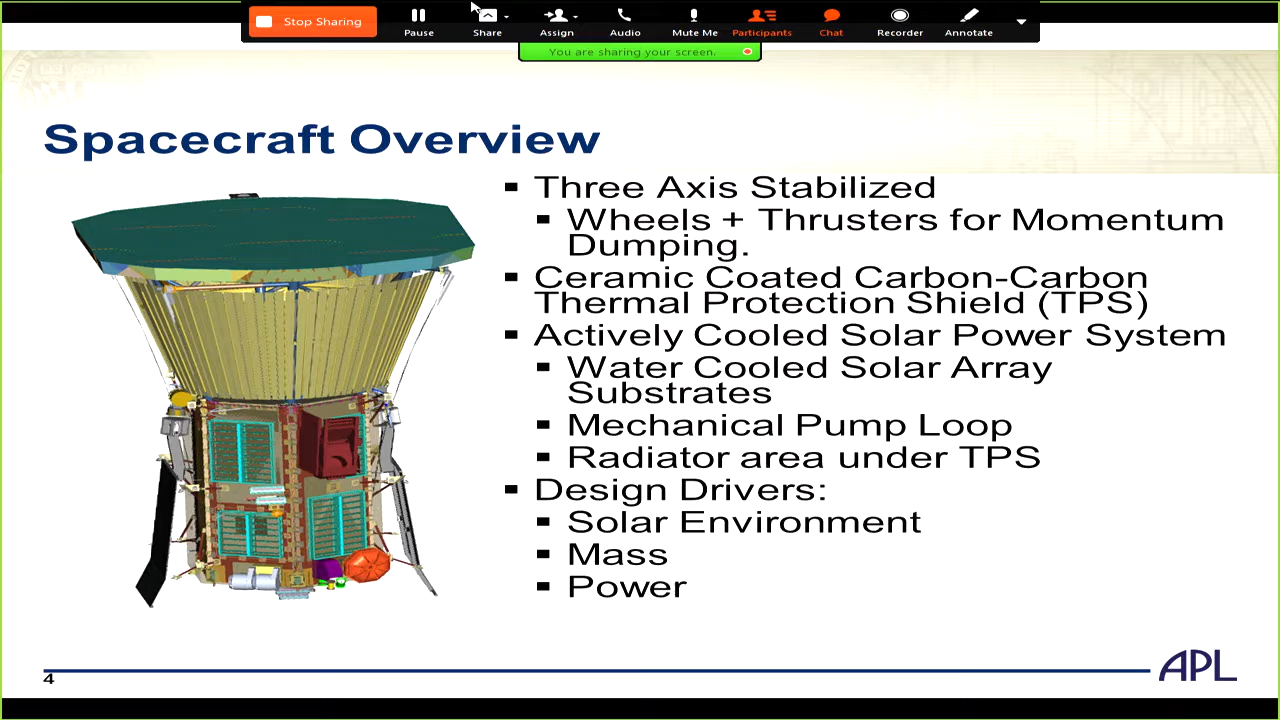 Stop Sharing
Pause
Share
Assign
Audio
Mute Me
Participants
Chat
Recorder
Annotate
You are sharing your screen.
Spacecraft Overview
Three Axis Stabilized
Wheels + Thrusters for Momentum
Dumping.
Ceramic Coated Carbon-Carbon
Thermal Protection Shield (TPS)
Actively Cooled Solar Power System
Water Cooled Solar Array
Substrates
Mechanical Pump Loop
Radiator area under TPS
Design Drivers:
Solar Environment
Mass
Power
4
APL